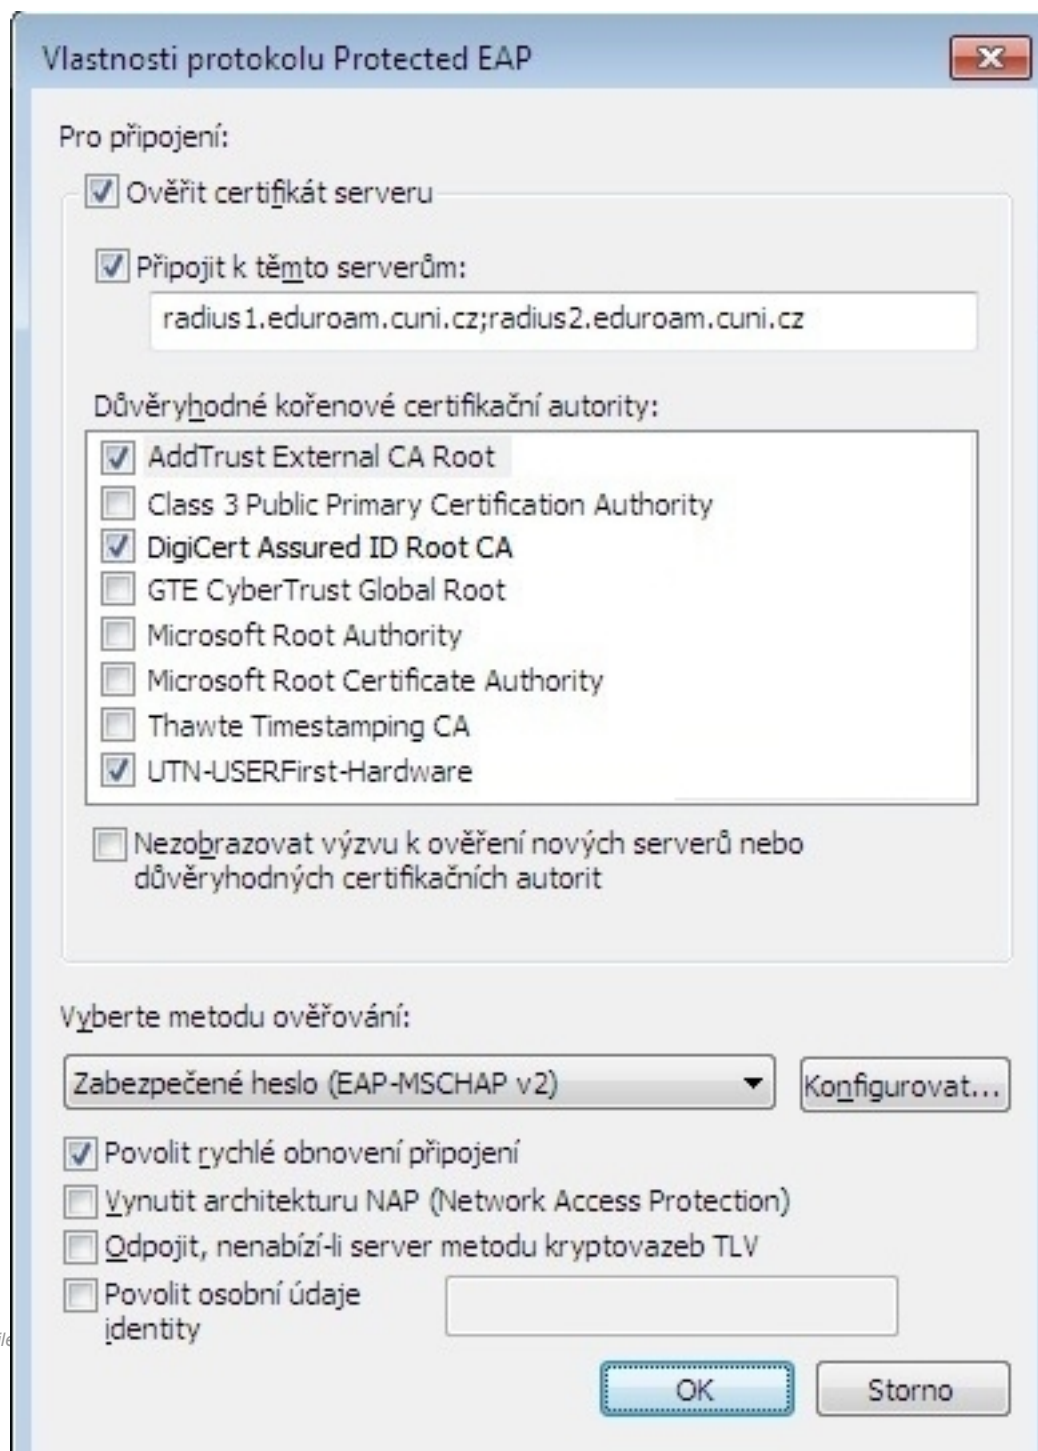 Vlastnosti protokolu Protected EAP
Pro připojení:
Ověřit certifikát serveru
Připojit k těmto serverům:
radius1.eduroam.cuni.cz;radius2.eduroam.cuni.cz
Důvěryhodné kořenové certifikační autority:
AddTrust External CA Root
Class 3 Public Primary Certification Authority
DigiCert Assured ID Root CA
GTE CyberTrust Global Root
Microsoft Root Authority
Microsoft Root Certificate Authority
Thawte Timestamping CA
UTN-USERFirst-Hardware
Nezobrazovat výzvu k ověření nových serverů nebo
důvěryhodných certifikačních autorit
Vyberte metodu ověřování:
Zabezpečené heslo (EAP-MSCHAP v2)
Konfigurovat...
Povolit rychlé obnovení připojení
Vynutit architekturu NAP (Network Access Protection)
Odpojit, nenabízí-li server metodu kryptovazeb TLV
Povolit osobní údaje
identity
OK
Storno